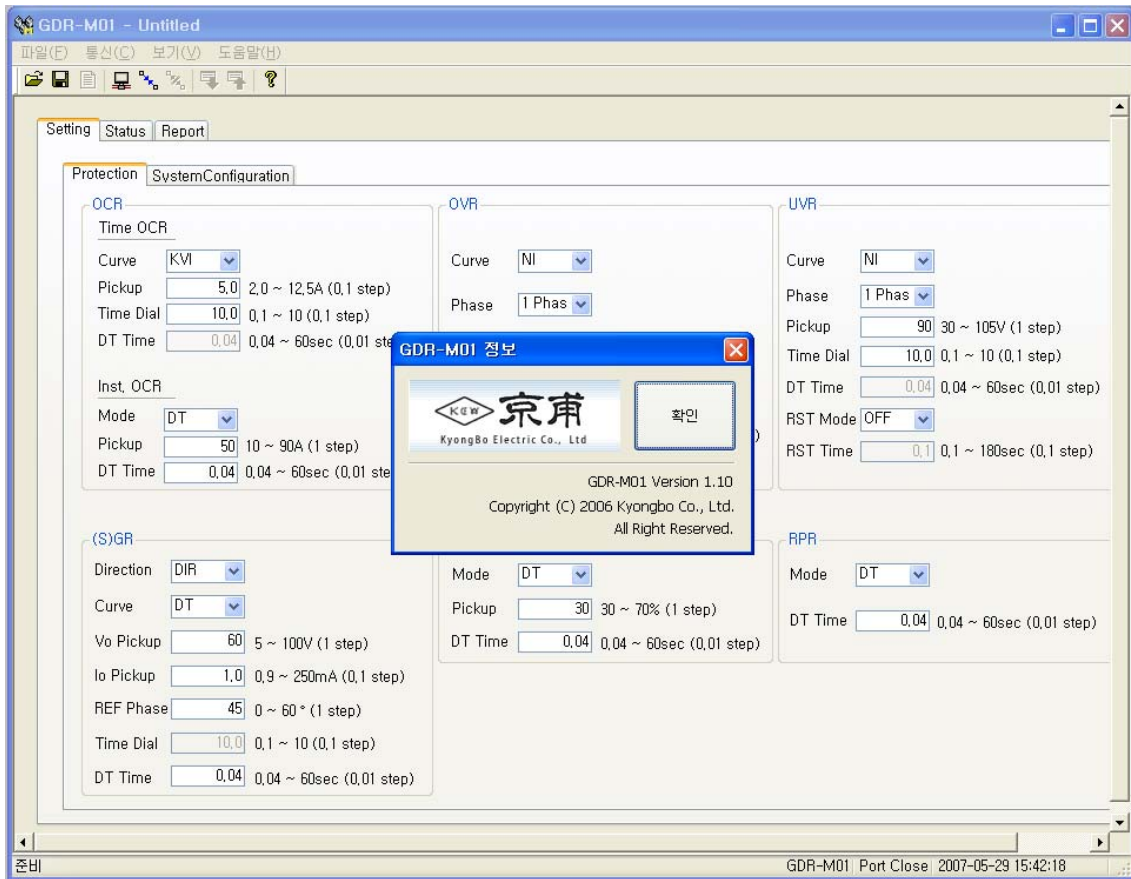 GDR-M01 - Untitled
파일(F) 통신(C) 보기(V) 도움말(H)
Setting Status Report
Protection SystemConfiguration
OCR
Time OCR
Curve KVI
Pickup 5,0 2,0 ~ 12,5A (0,1 step)
Time Dial 10,0 0,1 ~ 10 (0,1 step)
DT Time 0,04 0,04 ~ 60sec (0,01 ste
Inst, OCR
Mode DT
Pickup 50 10 ~ 90A (1 step)
DT Time 0,04 0,04 ~ 60sec (0,01 ste
OVR
Curve NI
Phase 1 Phas
)
UVR
Curve NI
Phase 1 Phas
Pickup 90 30 ~ 105V (1 step)
Time Dial 10,0 0,1 ~ 10 (0,1 step)
DT Time 0,04 0,04 ~ 60sec (0,01 step)
RST Mode OFF
RST Time 0,1 0,1 ~ 180sec (0,1 step)
GDR-M01 정보
KEW 京甫
KyongBo Electric Co., Ltd
확인
GDR-M01 Version 1.10
Copyright (C) 2006 Kyongbo Co., Ltd.
All Right Reserved.
(S)GR
Direction DIR
Curve DT
Vo Pickup 60 5 ~ 100V (1 step)
Io Pickup 1,0 0,9 ~ 250mA (0,1 step)
REF Phase 45 0 ~ 60° (1 step)
Time Dial 10,0 0,1 ~ 10 (0,1 step)
DT Time 0,04 0,04 ~ 60sec (0,01 step)
Mode DT
Pickup 30 30 ~ 70% (1 step)
DT Time 0,04 0,04 ~ 60sec (0,01 step)
RPR
Mode DT
DT Time 0,04 0,04 ~ 60sec (0,01 step)
준비 GDR-M01 Port Close 2007-05-29 15:42:18